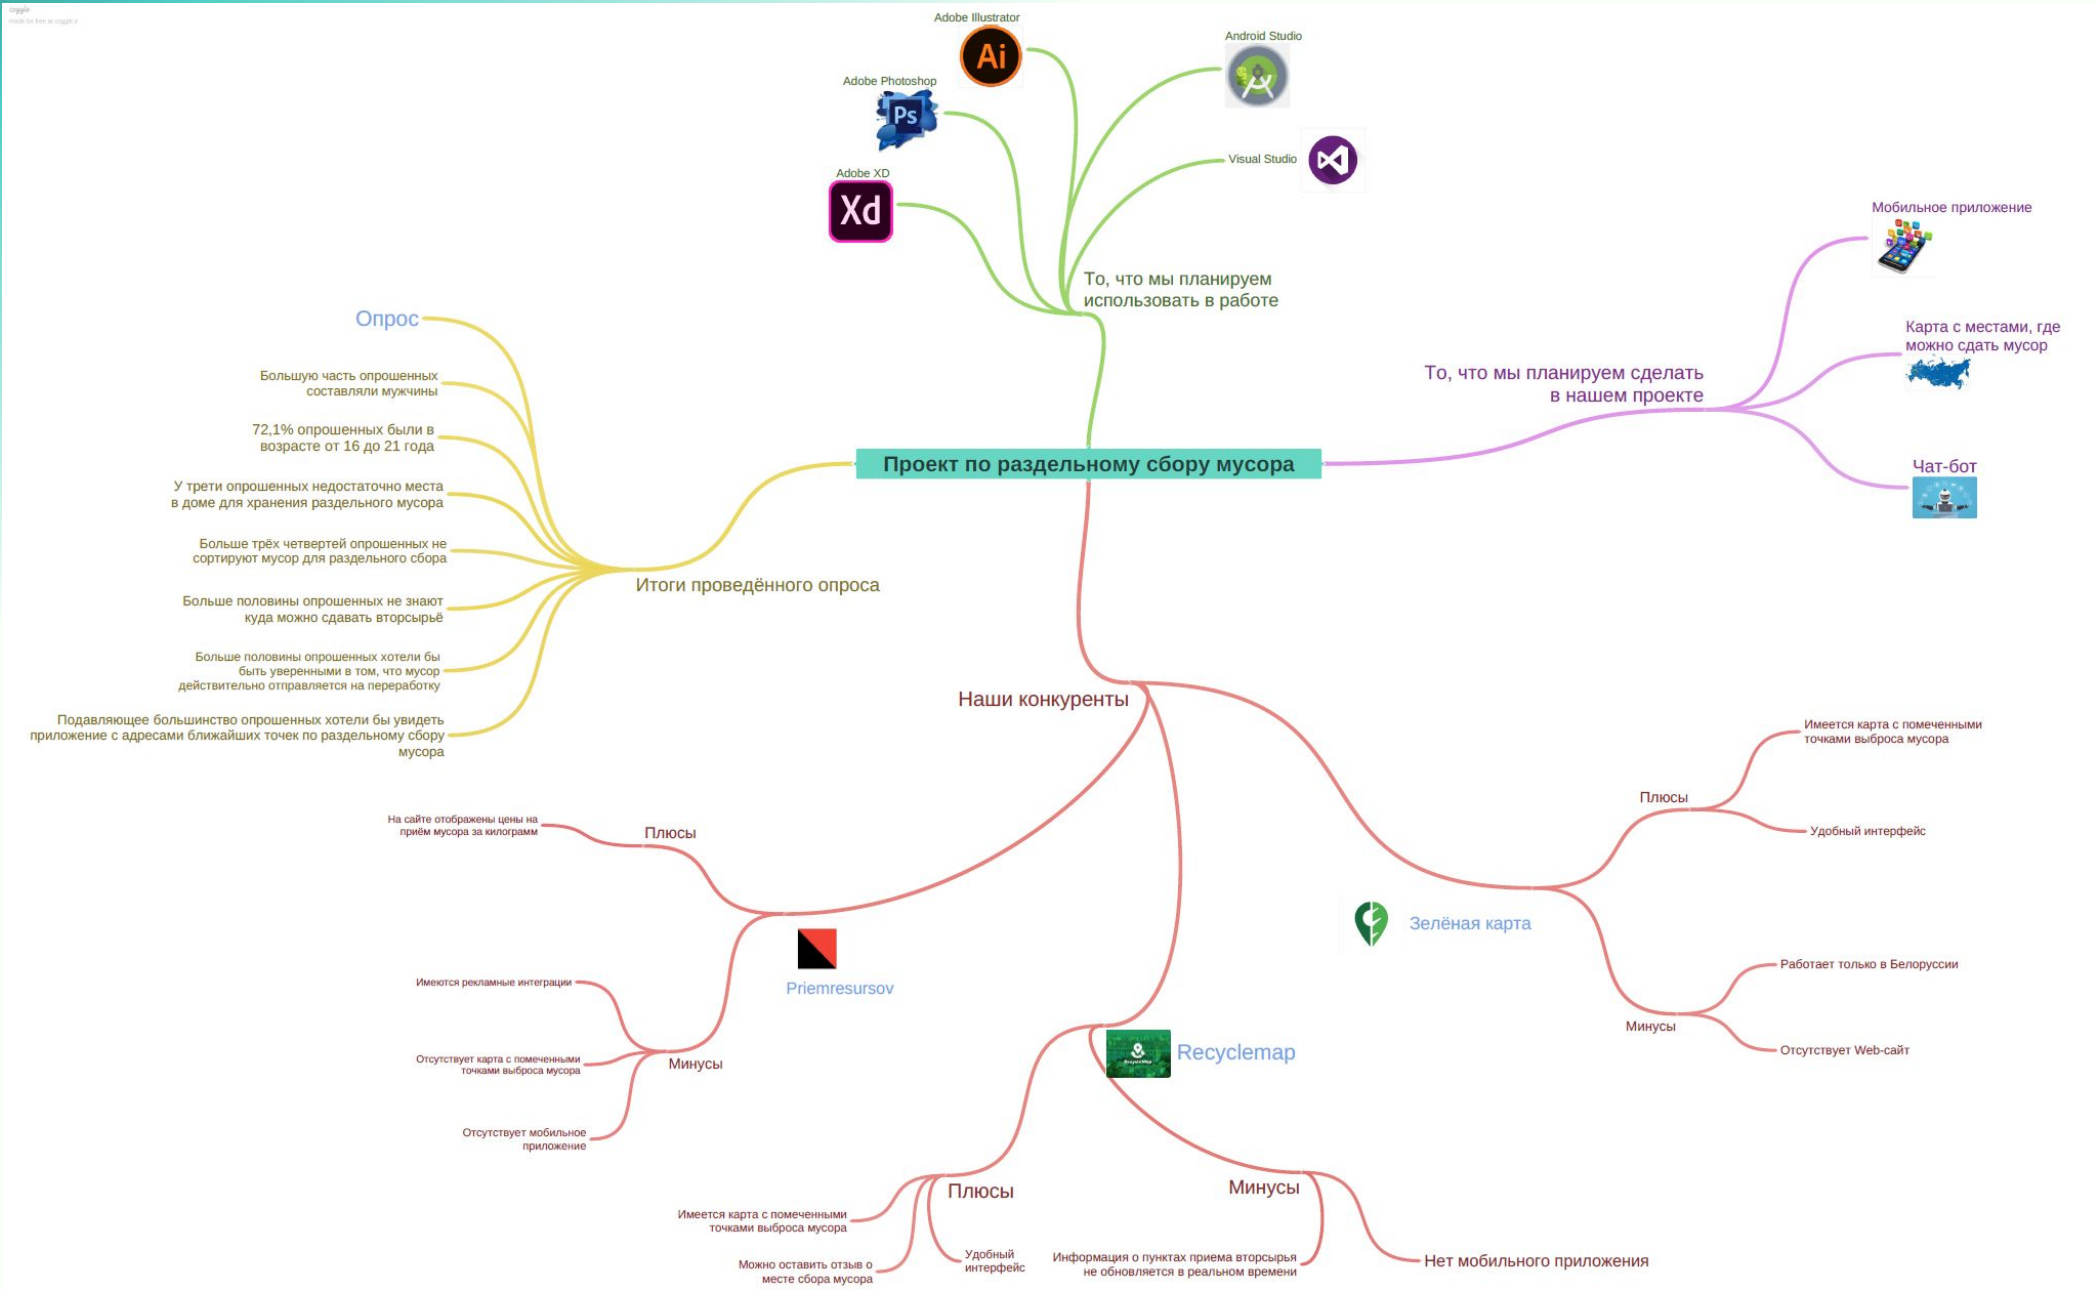 coggle
made for free at coggle.it
Adobe Illustrator
Ai
Android Studio
Adobe Photoshop
Ps
Visual Studio
Adobe XD
Xd
То, что мы планируем
использовать в работе
Мобильное приложение
Карта с местами, где
можно сдать мусор
То, что мы планируем сделать
в нашем проекте
Чат-бот
Проект по раздельному сбору мусора
Опрос
Большую часть опрошенных
составляли мужчины
72,1% опрошенных были в
возрасте от 16 до 21 года
У трети опрошенных недостаточно места
в доме для хранения раздельного мусора
Больше трёх четвертей опрошенных не
сортируют мусор для раздельного сбора
Больше половины опрошенных не знают
куда можно сдавать вторсырьё
Больше половины опрошенных хотели бы
быть уверенными в том, что мусор
действительно отправляется на переработку
Подавляющее большинство опрошенных хотели бы увидеть
приложение с адресами ближайших точек по раздельному сбору
мусора
Итоги проведённого опроса
Наши конкуренты
На сайте отображены цены на
приём мусора за килограмм
Плюсы
Priemresursov
Имеются рекламные интеграции
Отсутствует карта с помеченными
точками выброса мусора
Отсутствует мобильное
приложение
Минусы
Recyclemap
RecycleMap
Плюсы
Имеется карта с помеченными
точками выброса мусора
Можно оставить отзыв о
месте сбора мусора
Удобный
интерфейс
Минусы
Информация о пунктах приема вторсырья
не обновляется в реальном времени
Нет мобильного приложения
Зелёная карта
Плюсы
Имеется карта с помеченными
точками выброса мусора
Удобный интерфейс
Минусы
Работает только в Белоруссии
Отсутствует Web-сайт